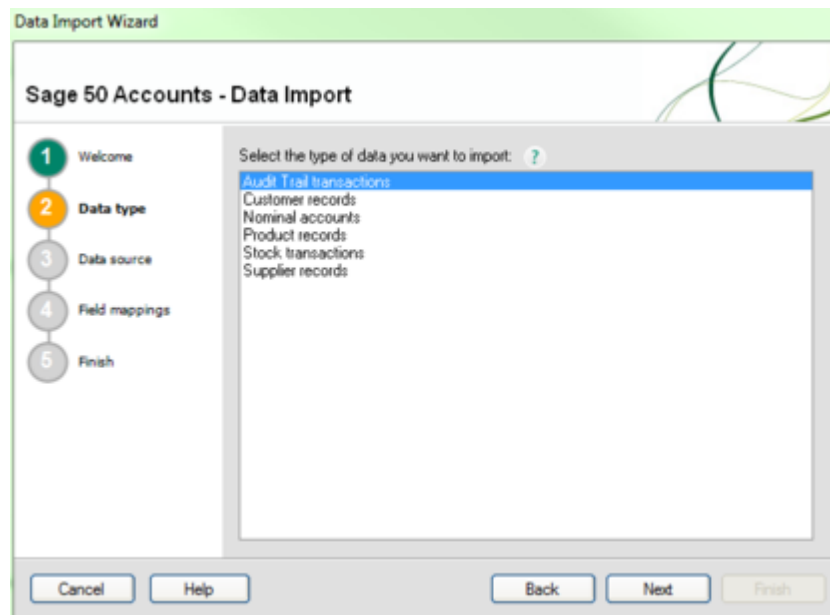 Data Import Wizard
Sage 50 Accounts - Data Import
1 Welcome
2 Data type
3 Data source
4 Field mappings
5 Finish
Select the type of data you want to import: ?
Audit Trail transactions
Customer records
Nominal accounts
Product records
Stock transactions
Supplier records
Cancel Help Back Next Finish